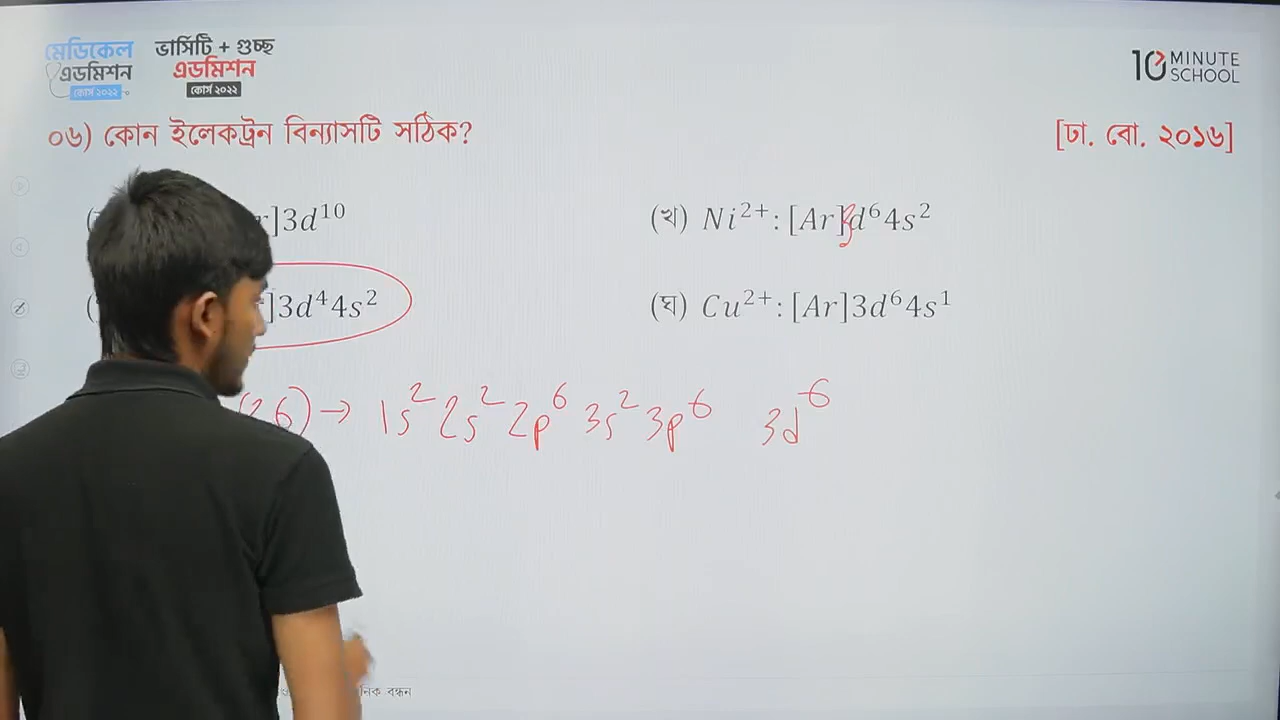 মেডিকেল
এডমিশন
কোর্স ২০২২
ভার্সিটি + গুচ্ছ
এডমিশন
কোর্স ২০২২
10 MINUTE
SCHOOL
০৬) কোন ইলেকট্রন বিন্যাসটি সঠিক? [ঢা. বো. ২০১৬]
]3d¹⁰ (খ) Ni²⁺: [Ar]3d⁶4s²
]3d⁴4s² (ঘ) Cu²⁺: [Ar]3d⁶4s¹
(26) → 1s² 2s² 2p⁶ 3s² 3p⁶ 3d⁶
বন্ধন